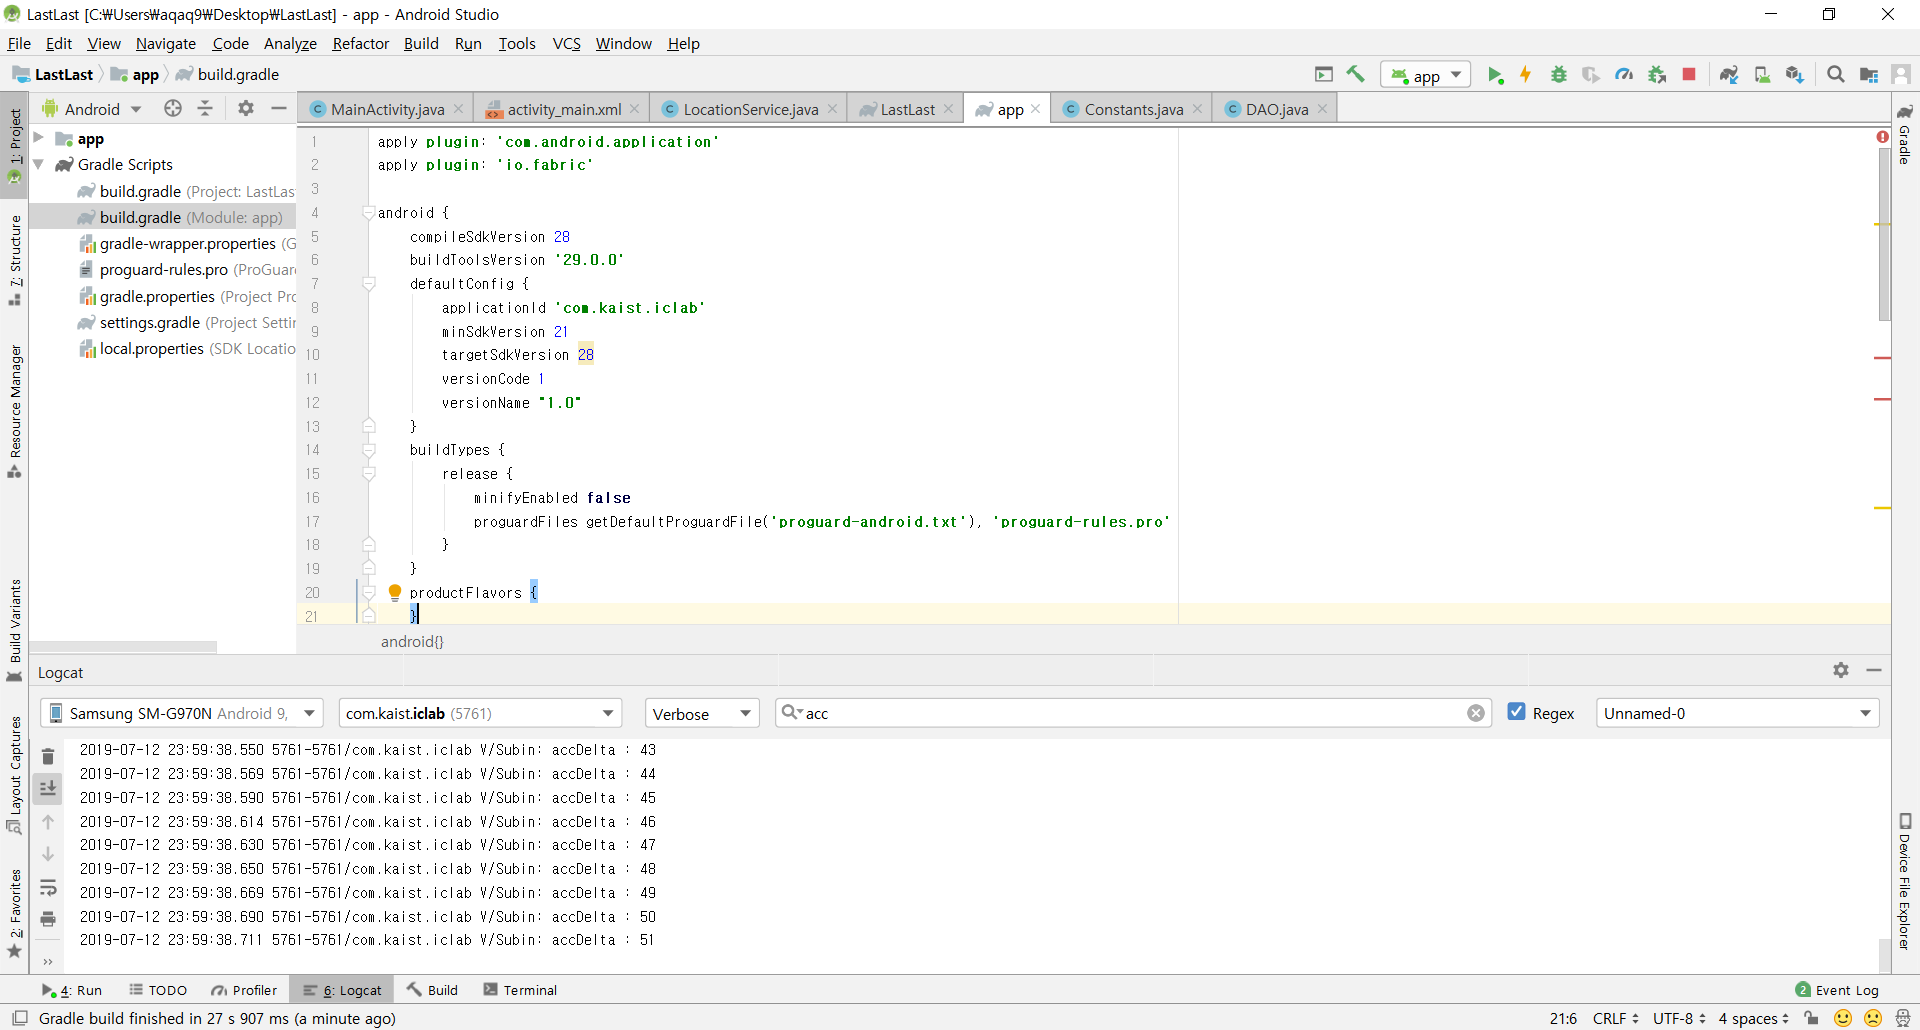 LastLast [C:₩Users₩aqaq9₩Desktop₩LastLast] - app - Android Studio
File Edit View Navigate Code Analyze Refactor Build Run Tools VCS Window Help
LastLast app build.gradle
app
Android
MainActivity.java activity_main.xml LocationService.java LastLast app Constants.java DAO.java
1: Project
7: Structure
Resource Manager
Build Variants
Layout Captures
2: Favorites
app
Gradle Scripts
build.gradle (Project: LastLas
build.gradle (Module: app)
gradle-wrapper.properties (G
proguard-rules.pro (ProGuar
gradle.properties (Project Pro
settings.gradle (Project Settir
local.properties (SDK Locatio
1 apply plugin: 'com.android.application'
2 apply plugin: 'io.fabric'
3
4 android {
5 compileSdkVersion 28
6 buildToolsVersion '29.0.0'
7 defaultConfig {
8 applicationId 'com.kaist.iclab'
9 minSdkVersion 21
10 targetSdkVersion 28
11 versionCode 1
12 versionName "1.0"
13 }
14 buildTypes {
15 release {
16 minifyEnabled false
17 proguardFiles getDefaultProguardFile('proguard-android.txt'), 'proguard-rules.pro'
18 }
19 }
20 productFlavors {
21 }
android{}
Gradle
Device File Explorer
Logcat
Samsung SM-G970N Android 9, com.kaist.iclab (5761) Verbose acc Regex Unnamed-0
2019-07-12 23:59:38.550 5761-5761/com.kaist.iclab V/Subin: accDelta : 43
2019-07-12 23:59:38.569 5761-5761/com.kaist.iclab V/Subin: accDelta : 44
2019-07-12 23:59:38.590 5761-5761/com.kaist.iclab V/Subin: accDelta : 45
2019-07-12 23:59:38.614 5761-5761/com.kaist.iclab V/Subin: accDelta : 46
2019-07-12 23:59:38.630 5761-5761/com.kaist.iclab V/Subin: accDelta : 47
2019-07-12 23:59:38.650 5761-5761/com.kaist.iclab V/Subin: accDelta : 48
2019-07-12 23:59:38.669 5761-5761/com.kaist.iclab V/Subin: accDelta : 49
2019-07-12 23:59:38.690 5761-5761/com.kaist.iclab V/Subin: accDelta : 50
2019-07-12 23:59:38.711 5761-5761/com.kaist.iclab V/Subin: accDelta : 51
4: Run TODO Profiler 6: Logcat Build Terminal 2 Event Log
Gradle build finished in 27 s 907 ms (a minute ago) 21:6 CRLF UTF-8 4 spaces